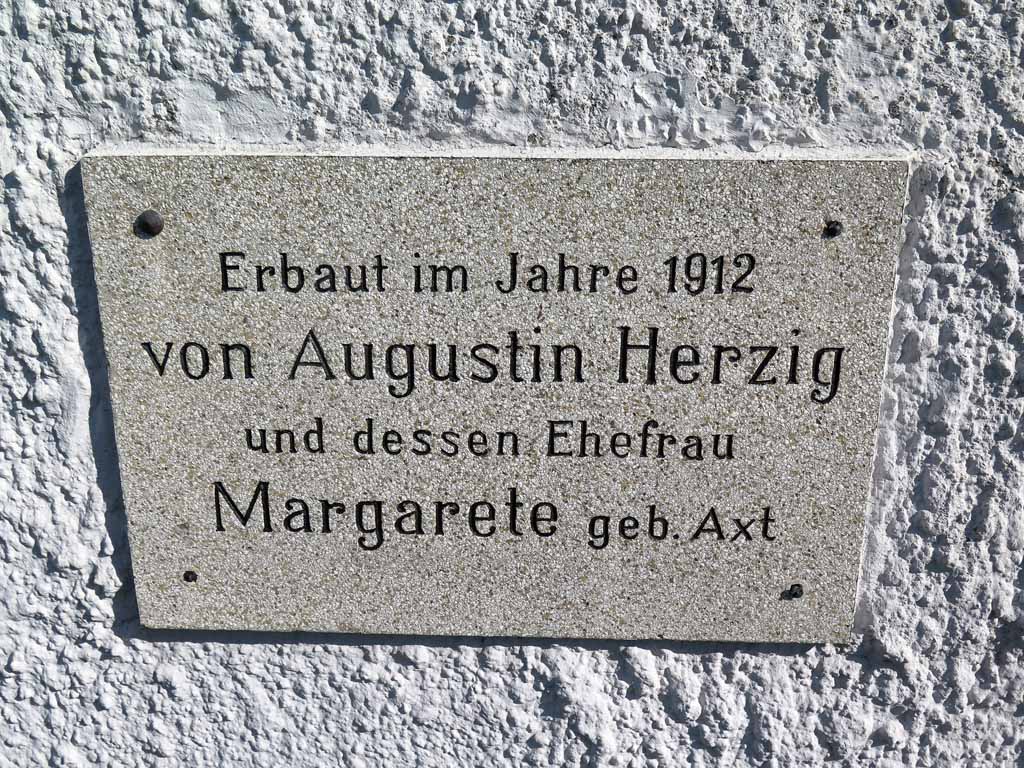 Erbaut im Jahre 1912
von Augustin Herzig
und dessen Ehefrau
Margarete geb. Axt